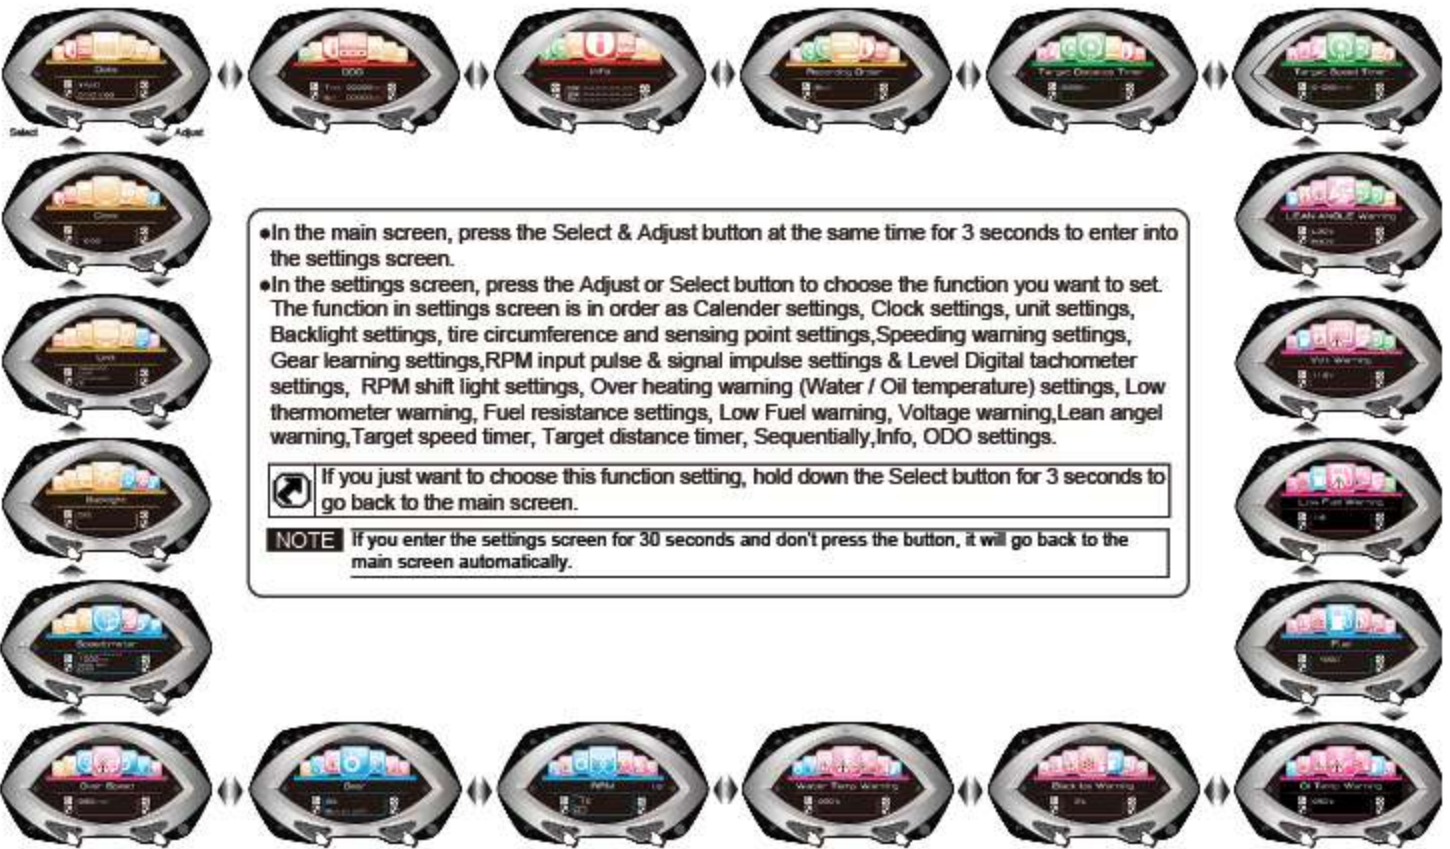 Date
ODO
Info
Recording Order
Target Distance Timer
Target Speed Timer
Select
Adjust
Clock
LEAN ANGLE Warning
●In the main screen, press the Select & Adjust button at the same time for 3 seconds to enter into
the settings screen.
●In the settings screen, press the Adjust or Select button to choose the function you want to set.
The function in settings screen is in order as Calender settings, Clock settings, unit settings,
Backlight settings, tire circumference and sensing point settings,Speeding warning settings,
Gear learning settings,RPM input pulse & signal impulse settings & Level Digital tachometer
settings, RPM shift light settings, Over heating warning (Water / Oil temperature) settings, Low
thermometer warning, Fuel resistance settings, Low Fuel warning, Voltage warning,Lean angel
warning,Target speed timer, Target distance timer, Sequentially,Info, ODO settings.
If you just want to choose this function setting, hold down the Select button for 3 seconds to
go back to the main screen.
NOTE If you enter the settings screen for 30 seconds and don't press the button, it will go back to the
main screen automatically.
Unit
Volt Warning
Backlight
Low Fuel Warning
Speedometer
Fuel
Over Speed
Gear
RPM
Water Temp Warning
Black Ice Warning
Oil Temp Warning